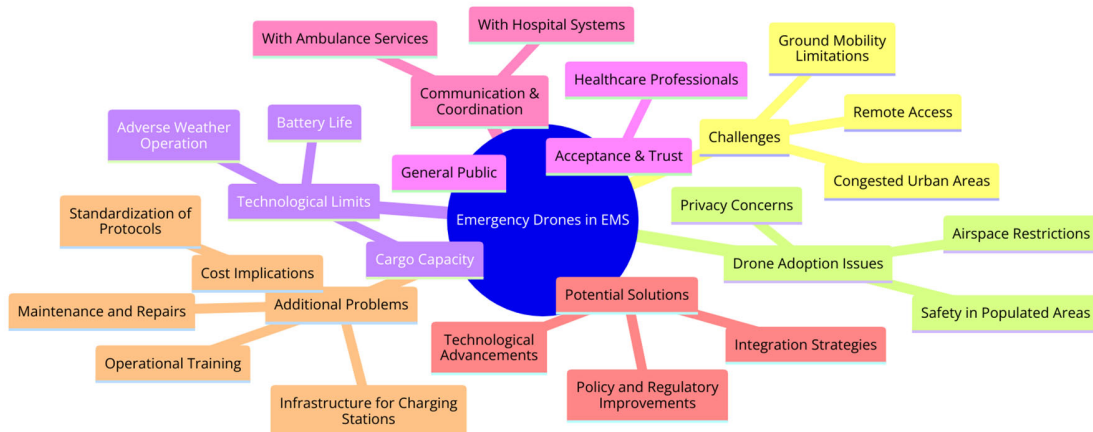 With Hospital Systems
With Ambulance Services
Communication &
Coordination
Healthcare Professionals
Acceptance & Trust
General Public
Ground Mobility
Limitations
Remote Access
Challenges
Congested Urban Areas
Adverse Weather
Operation
Battery Life
Technological Limits
Cargo Capacity
Emergency Drones in EMS
Privacy Concerns
Airspace Restrictions
Drone Adoption Issues
Safety in Populated Areas
Standardization of
Protocols
Cost Implications
Additional Problems
Maintenance and Repairs
Operational Training
Infrastructure for Charging
Stations
Potential Solutions
Technological
Advancements
Integration Strategies
Policy and Regulatory
Improvements